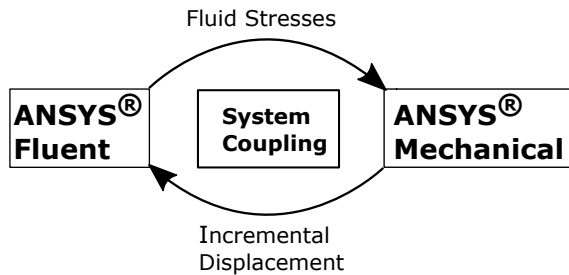 Fluid Stresses
ANSYS®
Fluent
System
Coupling
ANSYS®
Mechanical
Incremental
Displacement